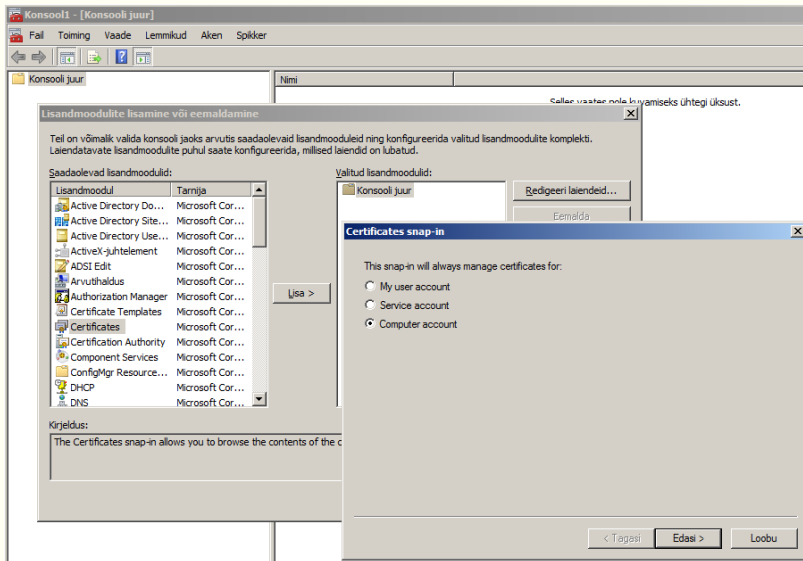 Konsool1 - [Konsooli juur]
Fail Toiming Vaade Lemmikud Aken Spikker
Konsooli juur
Nimi
Selles vaates pole kuvamiseks ühtegi üksust.
Lisandmoodulite lisamine või eemaldamine
Teil on võimalik valida konsooli jaoks arvutis saadaolevaid lisandmooduleid ning konfigureerida valitud lisandmoodulite komplekti.
Laiendatavate lisandmoodulite puhul saate konfigureerida, millised laiendid on lubatud.
Saadaolevad lisandmoodulid:
Lisandmoodul Tarnija
Active Directory Do... Microsoft Cor...
Active Directory Site... Microsoft Cor...
Active Directory Use... Microsoft Cor...
ActiveX-juhtelement Microsoft Cor...
ADSI Edit Microsoft Cor...
Arvutihaldus Microsoft Cor...
Authorization Manager Microsoft Cor...
Certificate Templates Microsoft Cor...
Certificates Microsoft Cor...
Certification Authority Microsoft Cor...
Component Services Microsoft Cor...
ConfigMgr Resource... Microsoft Cor...
DHCP Microsoft Cor...
DNS Microsoft Cor...
Lisa >
Valitud lisandmoodulid:
Konsooli juur
Redigeeri laiendeid...
Eemalda
Kirjeldus:
The Certificates snap-in allows you to browse the contents of the c
Certificates snap-in
This snap-in will always manage certificates for:
My user account
Service account
Computer account
< Tagasi Edasi > Loobu